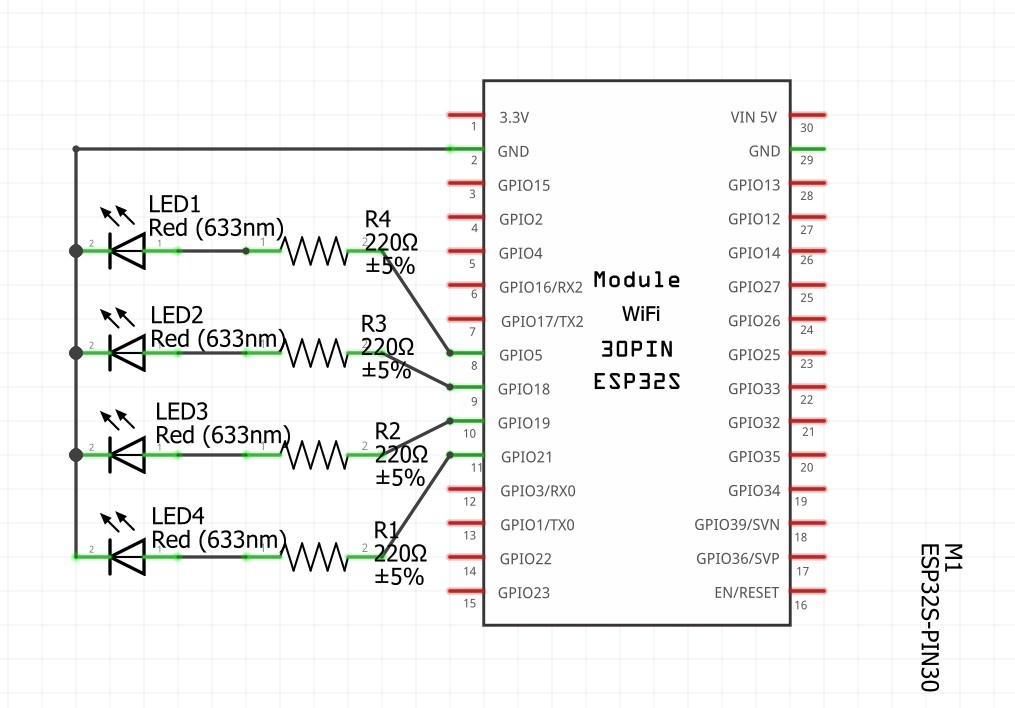 LED1
Red (633nm)
2
1
1
2
R4
220Ω
±5%
LED2
Red (633nm)
2
1
1
2
R3
220Ω
±5%
LED3
Red (633nm)
2
1
1
2
R2
220Ω
±5%
LED4
Red (633nm)
2
1
1
2
R1
220Ω
±5%
3.3V
1
GND
2
GPIO15
3
GPIO2
4
GPIO4
5
GPIO16/RX2
6
GPIO17/TX2
7
GPIO5
8
GPIO18
9
GPIO19
10
GPIO21
11
GPIO3/RX0
12
GPIO1/TX0
13
GPIO22
14
GPIO23
15
Module
WiFi
30PIN
ESP32S
VIN 5V
30
GND
29
GPIO13
28
GPIO12
27
GPIO14
26
GPIO27
25
GPIO26
24
GPIO25
23
GPIO33
22
GPIO32
21
GPIO35
20
GPIO34
19
GPIO39/SVN
18
GPIO36/SVP
17
EN/RESET
16
M1
ESP32S-PIN30